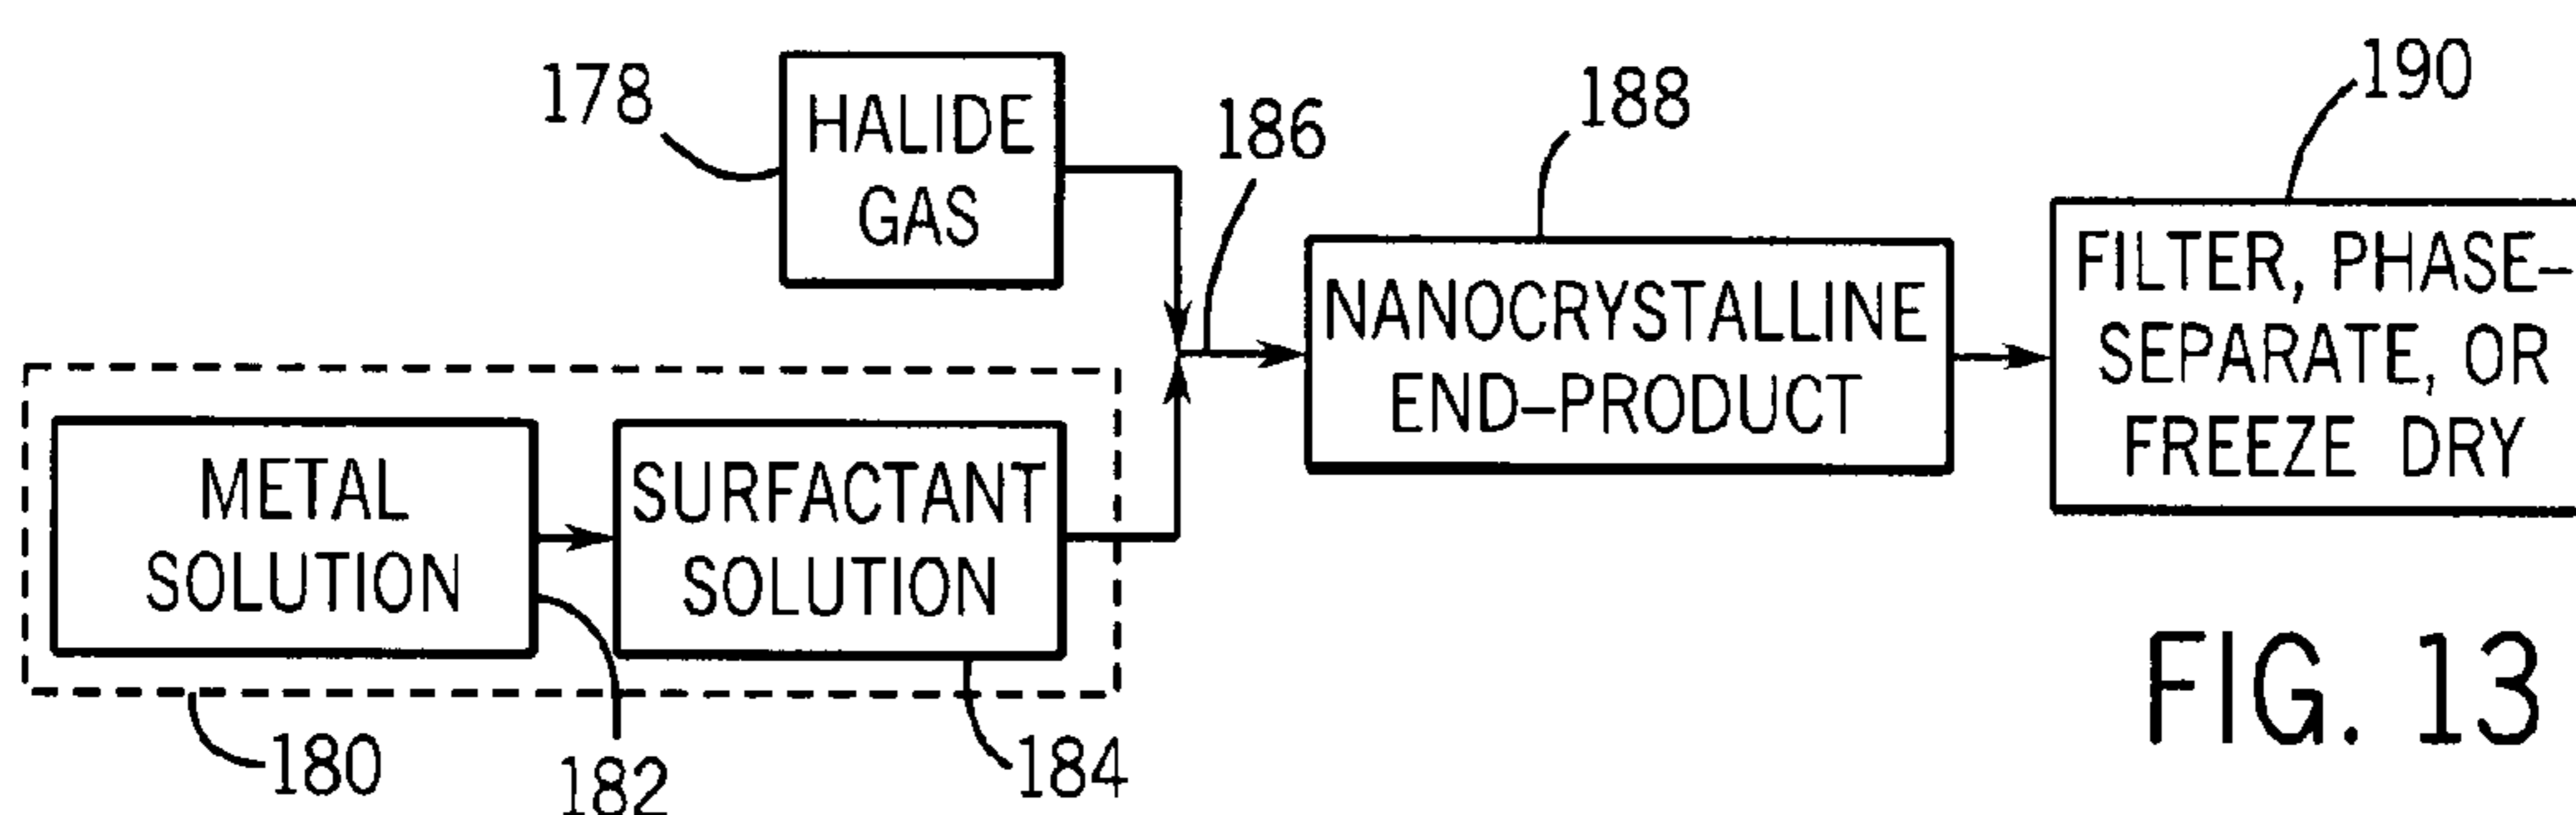 178
HALIDE
GAS
186
188
190
NANOCRYSTALLINE
END-PRODUCT
FILTER, PHASE-
SEPARATE, OR
FREEZE DRY
METAL
SOLUTION
SURFACTANT
SOLUTION
180
182
184
FIG. 13